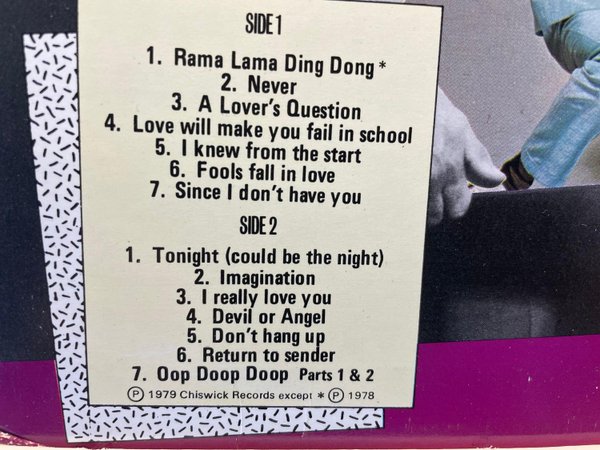 SIDE 1
1. Rama Lama Ding Dong *
2. Never
3. A Lover's Question
4. Love will make you fail in school
5. I knew from the start
6. Fools fall in love
7. Since I don't have you
SIDE 2
1. Tonight (could be the night)
2. Imagination
3. I really love you
4. Devil or Angel
5. Don't hang up
6. Return to sender
7. Oop Doop Doop Parts 1 & 2
℗ 1979 Chiswick Records except * ℗ 1978